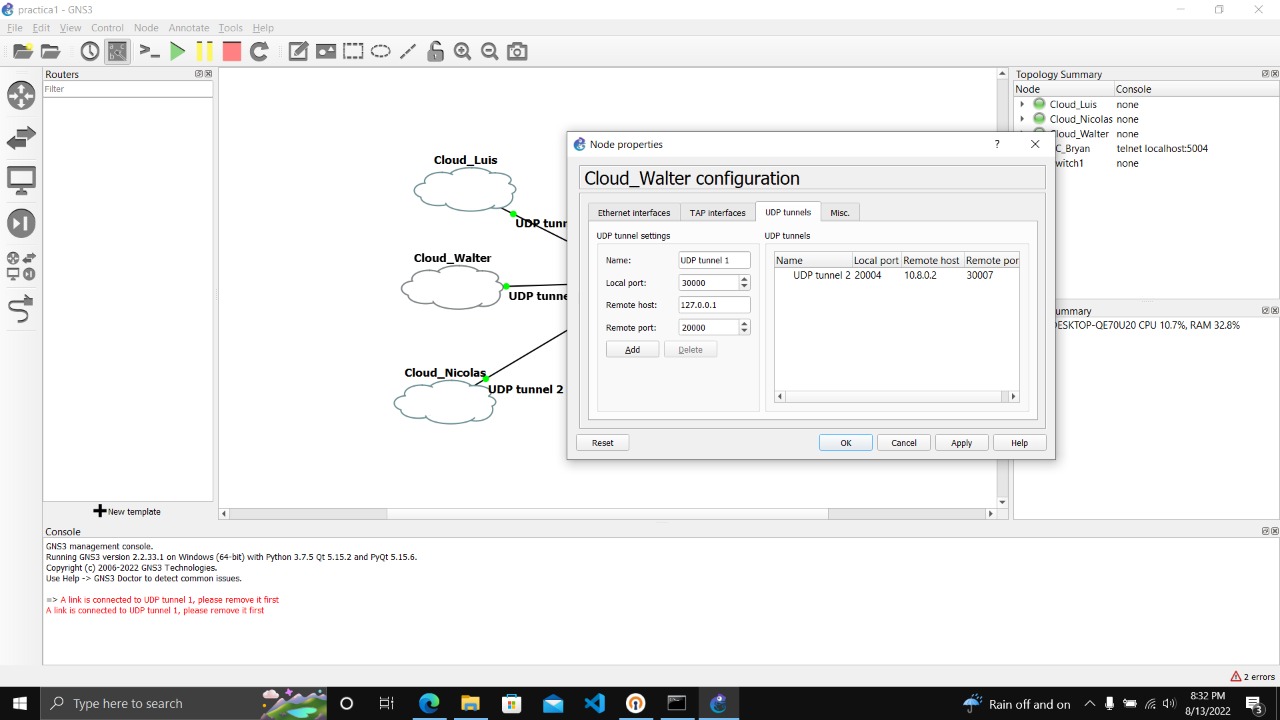 practica1 - GNS3
File Edit View Control Node Annotate Tools Help
Routers
Filter
New template
Cloud_Luis
UDP tunn
Cloud_Walter
UDP tunne
Cloud_Nicolas
UDP tunnel 2
Topology Summary
Node Console
Cloud_Luis none
Cloud_Nicolas none
Cloud_Walter none
C_Bryan telnet localhost:5004
witch1 none
ummary
DESKTOP-QE70U20 CPU 10.7%, RAM 32.8%
Node properties
Cloud_Walter configuration
Ethernet interfaces TAP interfaces UDP tunnels Misc.
UDP tunnel settings
Name: UDP tunnel 1
Local port: 30000
Remote host: 127.0.0.1
Remote port: 20000
Add Delete
UDP tunnels
Name Local port Remote host Remote por
UDP tunnel 2 20004 10.8.0.2 30007
Reset OK Cancel Apply Help
Console
GNS3 management console.
Running GNS3 version 2.2.33.1 on Windows (64-bit) with Python 3.7.5 Qt 5.15.2 and PyQt 5.15.6.
Copyright (c) 2006-2022 GNS3 Technologies.
Use Help -> GNS3 Doctor to detect common issues.
=> A link is connected to UDP tunnel 1, please remove it first
A link is connected to UDP tunnel 1, please remove it first
2 errors
Type here to search
Rain off and on
8:32 PM
8/13/2022
3